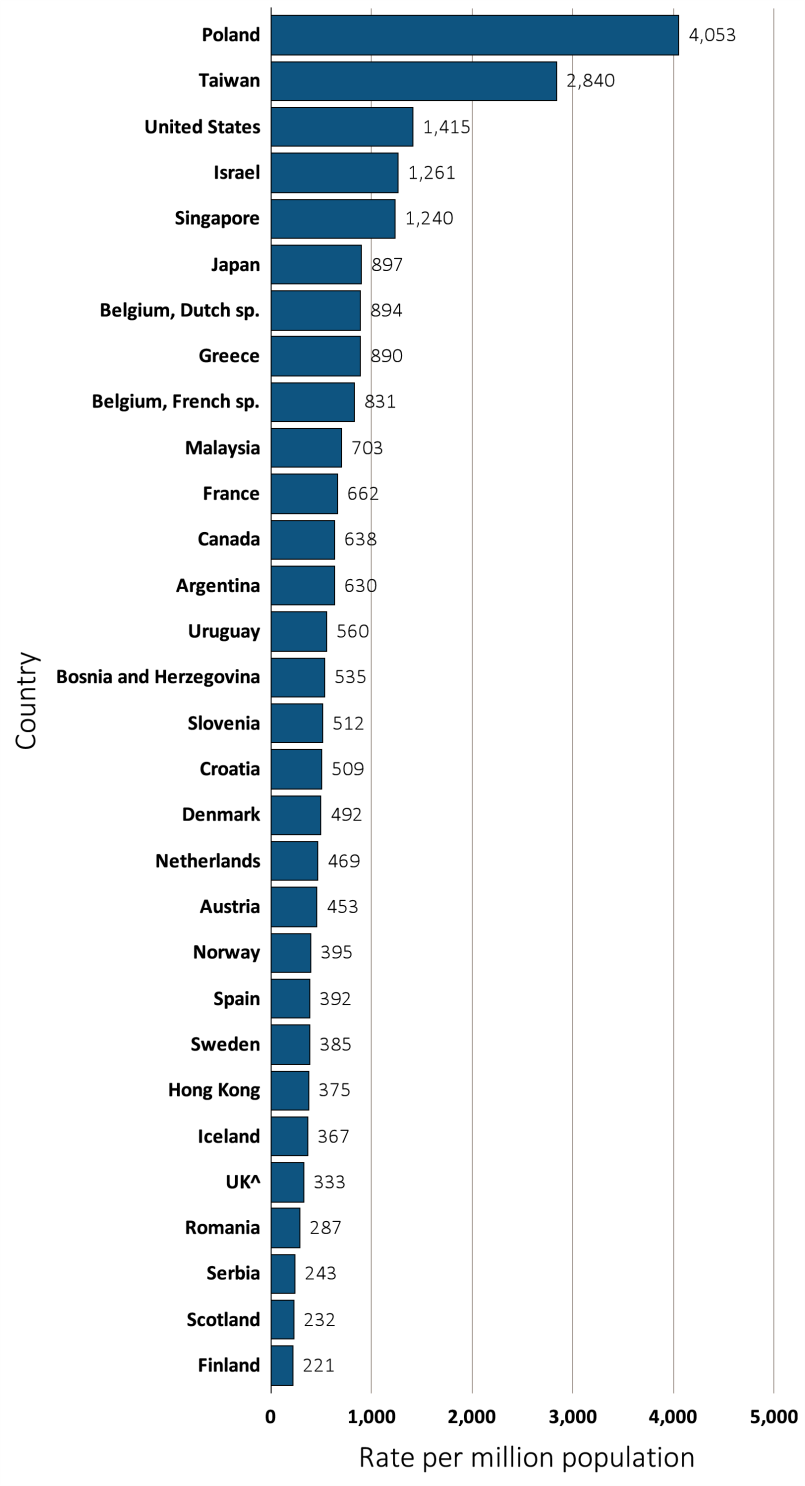 Poland 4,053
Taiwan 2,840
United States 1,415
Israel 1,261
Singapore 1,240
Japan 897
Belgium, Dutch sp. 894
Greece 890
Belgium, French sp. 831
Malaysia 703
France 662
Canada 638
Argentina 630
Uruguay 560
Bosnia and Herzegovina 535
Slovenia 512
Croatia 509
Denmark 492
Netherlands 469
Austria 453
Norway 395
Spain 392
Sweden 385
Hong Kong 375
Iceland 367
UK^ 333
Romania 287
Serbia 243
Scotland 232
Finland 221
Country
0 1,000 2,000 3,000 4,000 5,000
Rate per million population